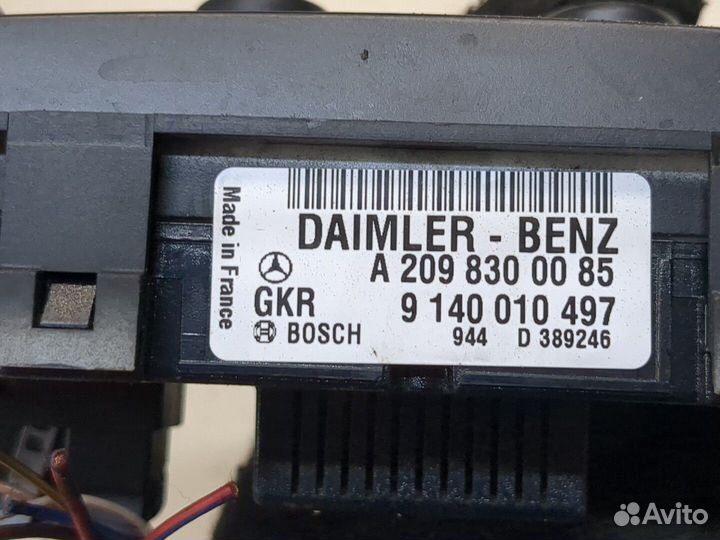 Made in France
DAIMLER - BENZ
A 209 830 00 85
GKR 9 140 010 497
BOSCH 944 D 389246
Avito